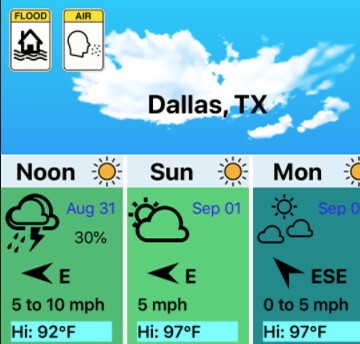 FLOOD AIR
Dallas, TX
Noon Sun Mon
Aug 31 Sep 01 Sep 0
30%
E E ESE
5 to 10 mph 5 mph 0 to 5 mph
Hi: 92°F Hi: 97°F Hi: 97°F